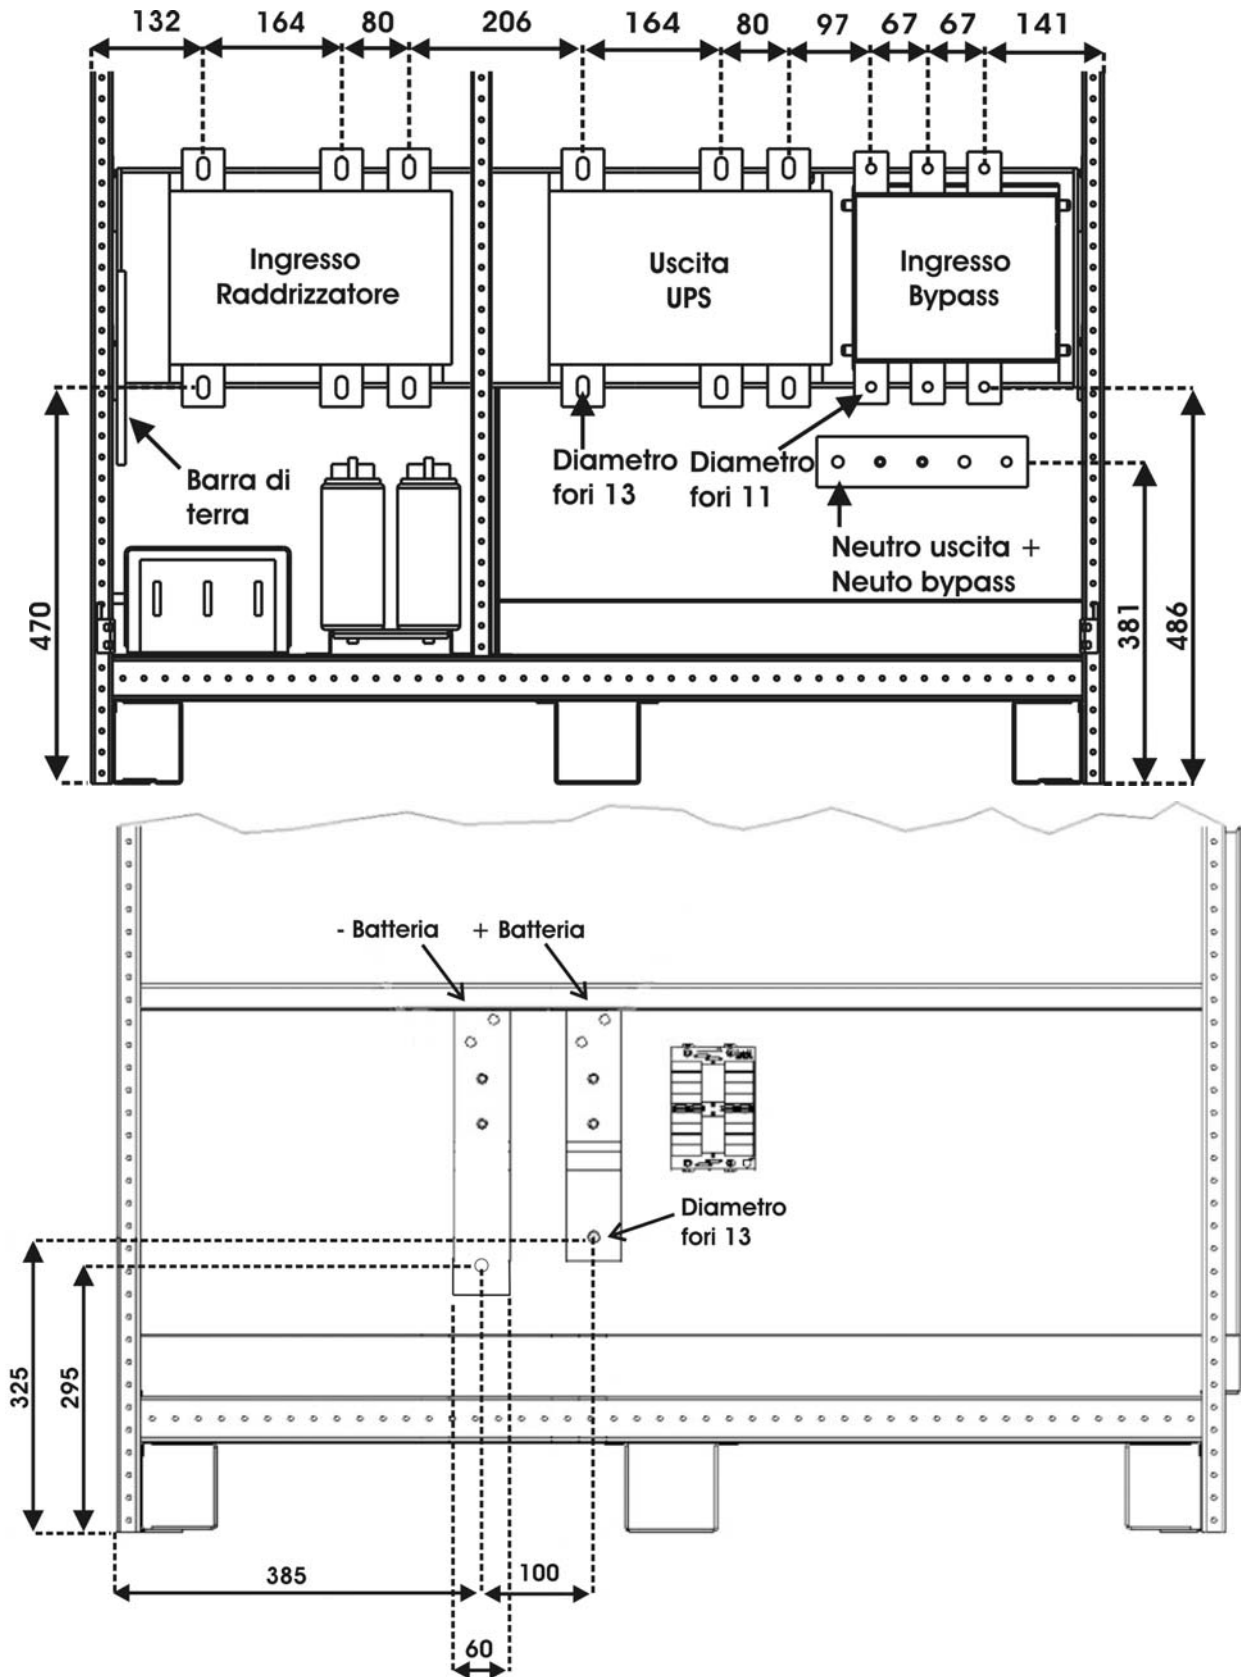 132 164 80 206 164 80 97 67 67 141
Ingresso
Raddrizzatore
Uscita
UPS
Ingresso
Bypass
Barra di
terra
Diametro
fori 13
Diametro
fori 11
Neutro uscita +
Neuto bypass
470
381
486
- Batteria + Batteria
Diametro
fori 13
325
295
385
100
60